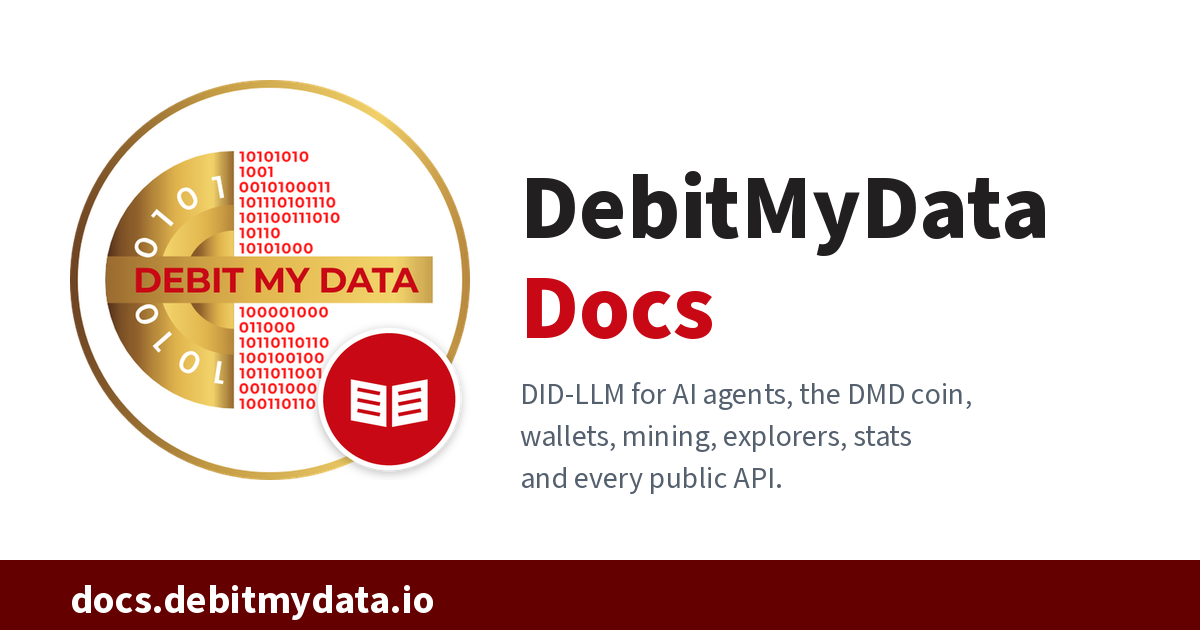 10101010
1001
0010100011
101110101110
101100111010
10110
10101000
0101
DEBIT MY DATA
0101
100001000
011000
10110110110
100100100
1011011001
00101000
100110110
DebitMyData
Docs
DID-LLM for AI agents, the DMD coin,
wallets, mining, explorers, stats
and every public API.
docs.debitmydata.io